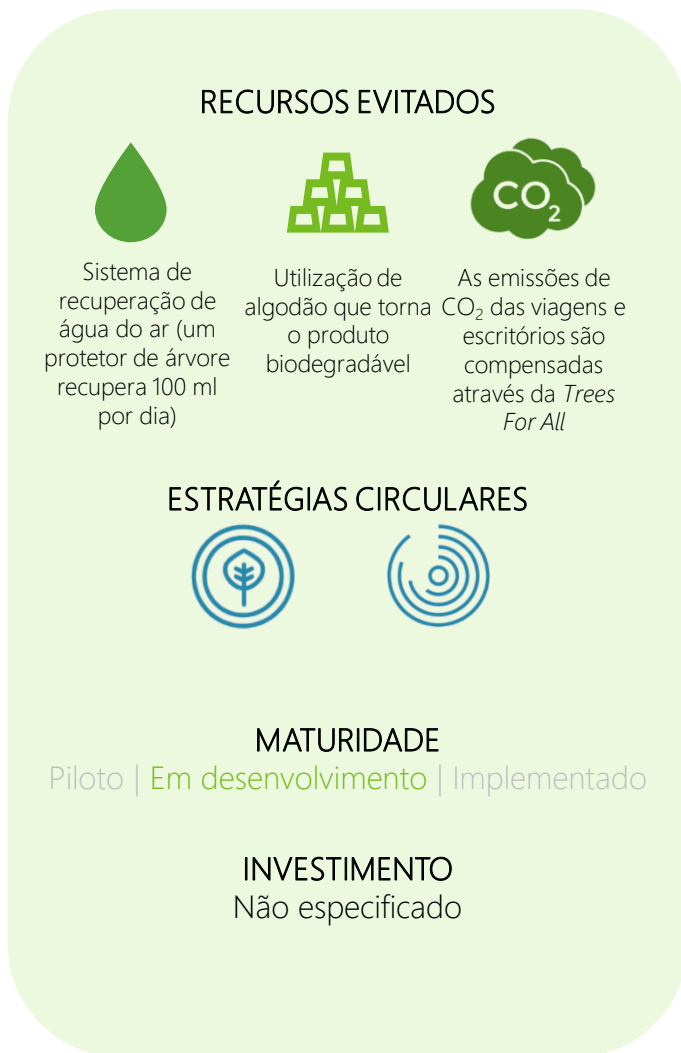 RECURSOS EVITADOS
CO2
Sistema de
recuperação de
água do ar (um
protetor de árvore
recupera 100 ml
por dia)
Utilização de
algodão que torna
o produto
biodegradável
As emissões de
CO2 das viagens e
escritórios são
compensadas
através da Trees
For All
ESTRATÉGIAS CIRCULARES
MATURIDADE
Piloto | Em desenvolvimento | Implementado
INVESTIMENTO
Não especificado